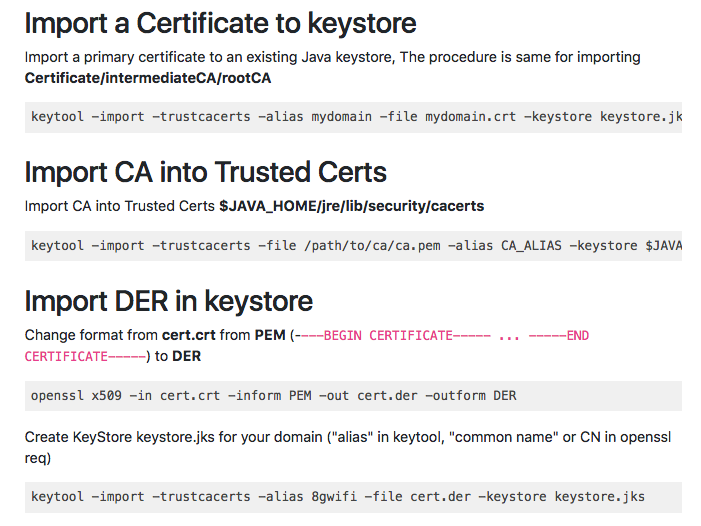 Import a Certificate to keystore
Import a primary certificate to an existing Java keystore, The procedure is same for importing
Certificate/intermediateCA/rootCA
keytool -import -trustcacerts -alias mydomain -file mydomain.crt -keystore keystore.jk
Import CA into Trusted Certs
Import CA into Trusted Certs $JAVA_HOME/jre/lib/security/cacerts
keytool -import -trustcacerts -file /path/to/ca/ca.pem -alias CA_ALIAS -keystore $JAVA
Import DER in keystore
Change format from cert.crt from PEM (----BEGIN CERTIFICATE----- ... -----END
CERTIFICATE-----) to DER
openssl x509 -in cert.crt -inform PEM -out cert.der -outform DER
Create KeyStore keystore.jks for your domain ("alias" in keytool, "common name" or CN in openssl
req)
keytool -import -trustcacerts -alias 8gwifi -file cert.der -keystore keystore.jks